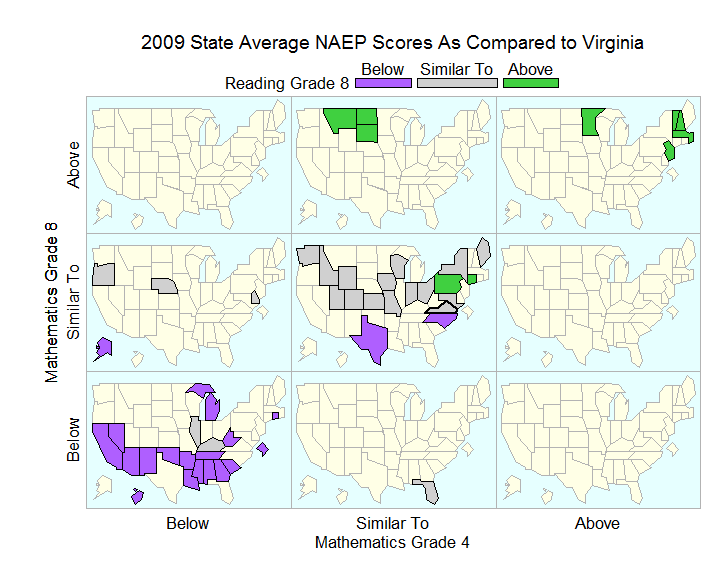 2009 State Average NAEP Scores As Compared to Virginia
Below Similar To Above
Reading Grade 8
Above
Similar To
Below
Mathematics Grade 8
Below Similar To Above
Mathematics Grade 4